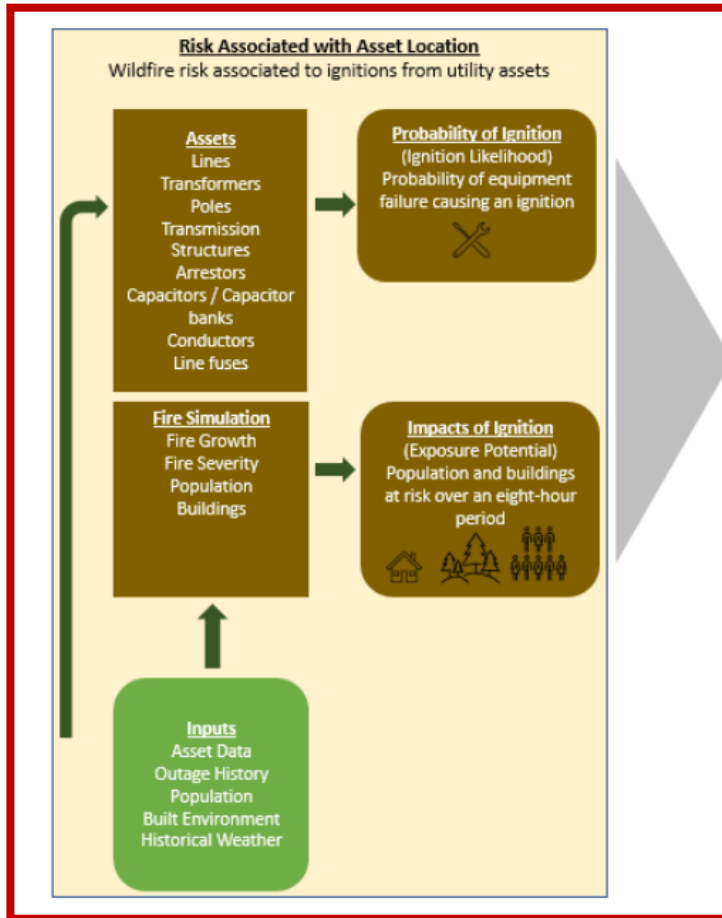 Risk Associated with Asset Location
Wildfire risk associated to ignitions from utility assets
Assets
Lines
Transformers
Poles
Transmission
Structures
Arrestors
Capacitors / Capacitor
banks
Conductors
Line fuses
Probability of Ignition
(Ignition Likelihood)
Probability of equipment
failure causing an ignition
Fire Simulation
Fire Growth
Fire Severity
Population
Buildings
Impacts of Ignition
(Exposure Potential)
Population and buildings
at risk over an eight-hour
period
Inputs
Asset Data
Outage History
Population
Built Environment
Historical Weather